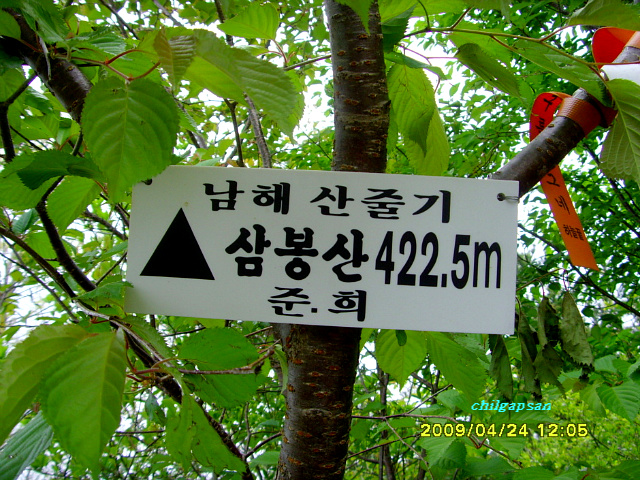 남해 산줄기
삼봉산 422.5m
준.희
chilgapsan
2009/04/24 12:05